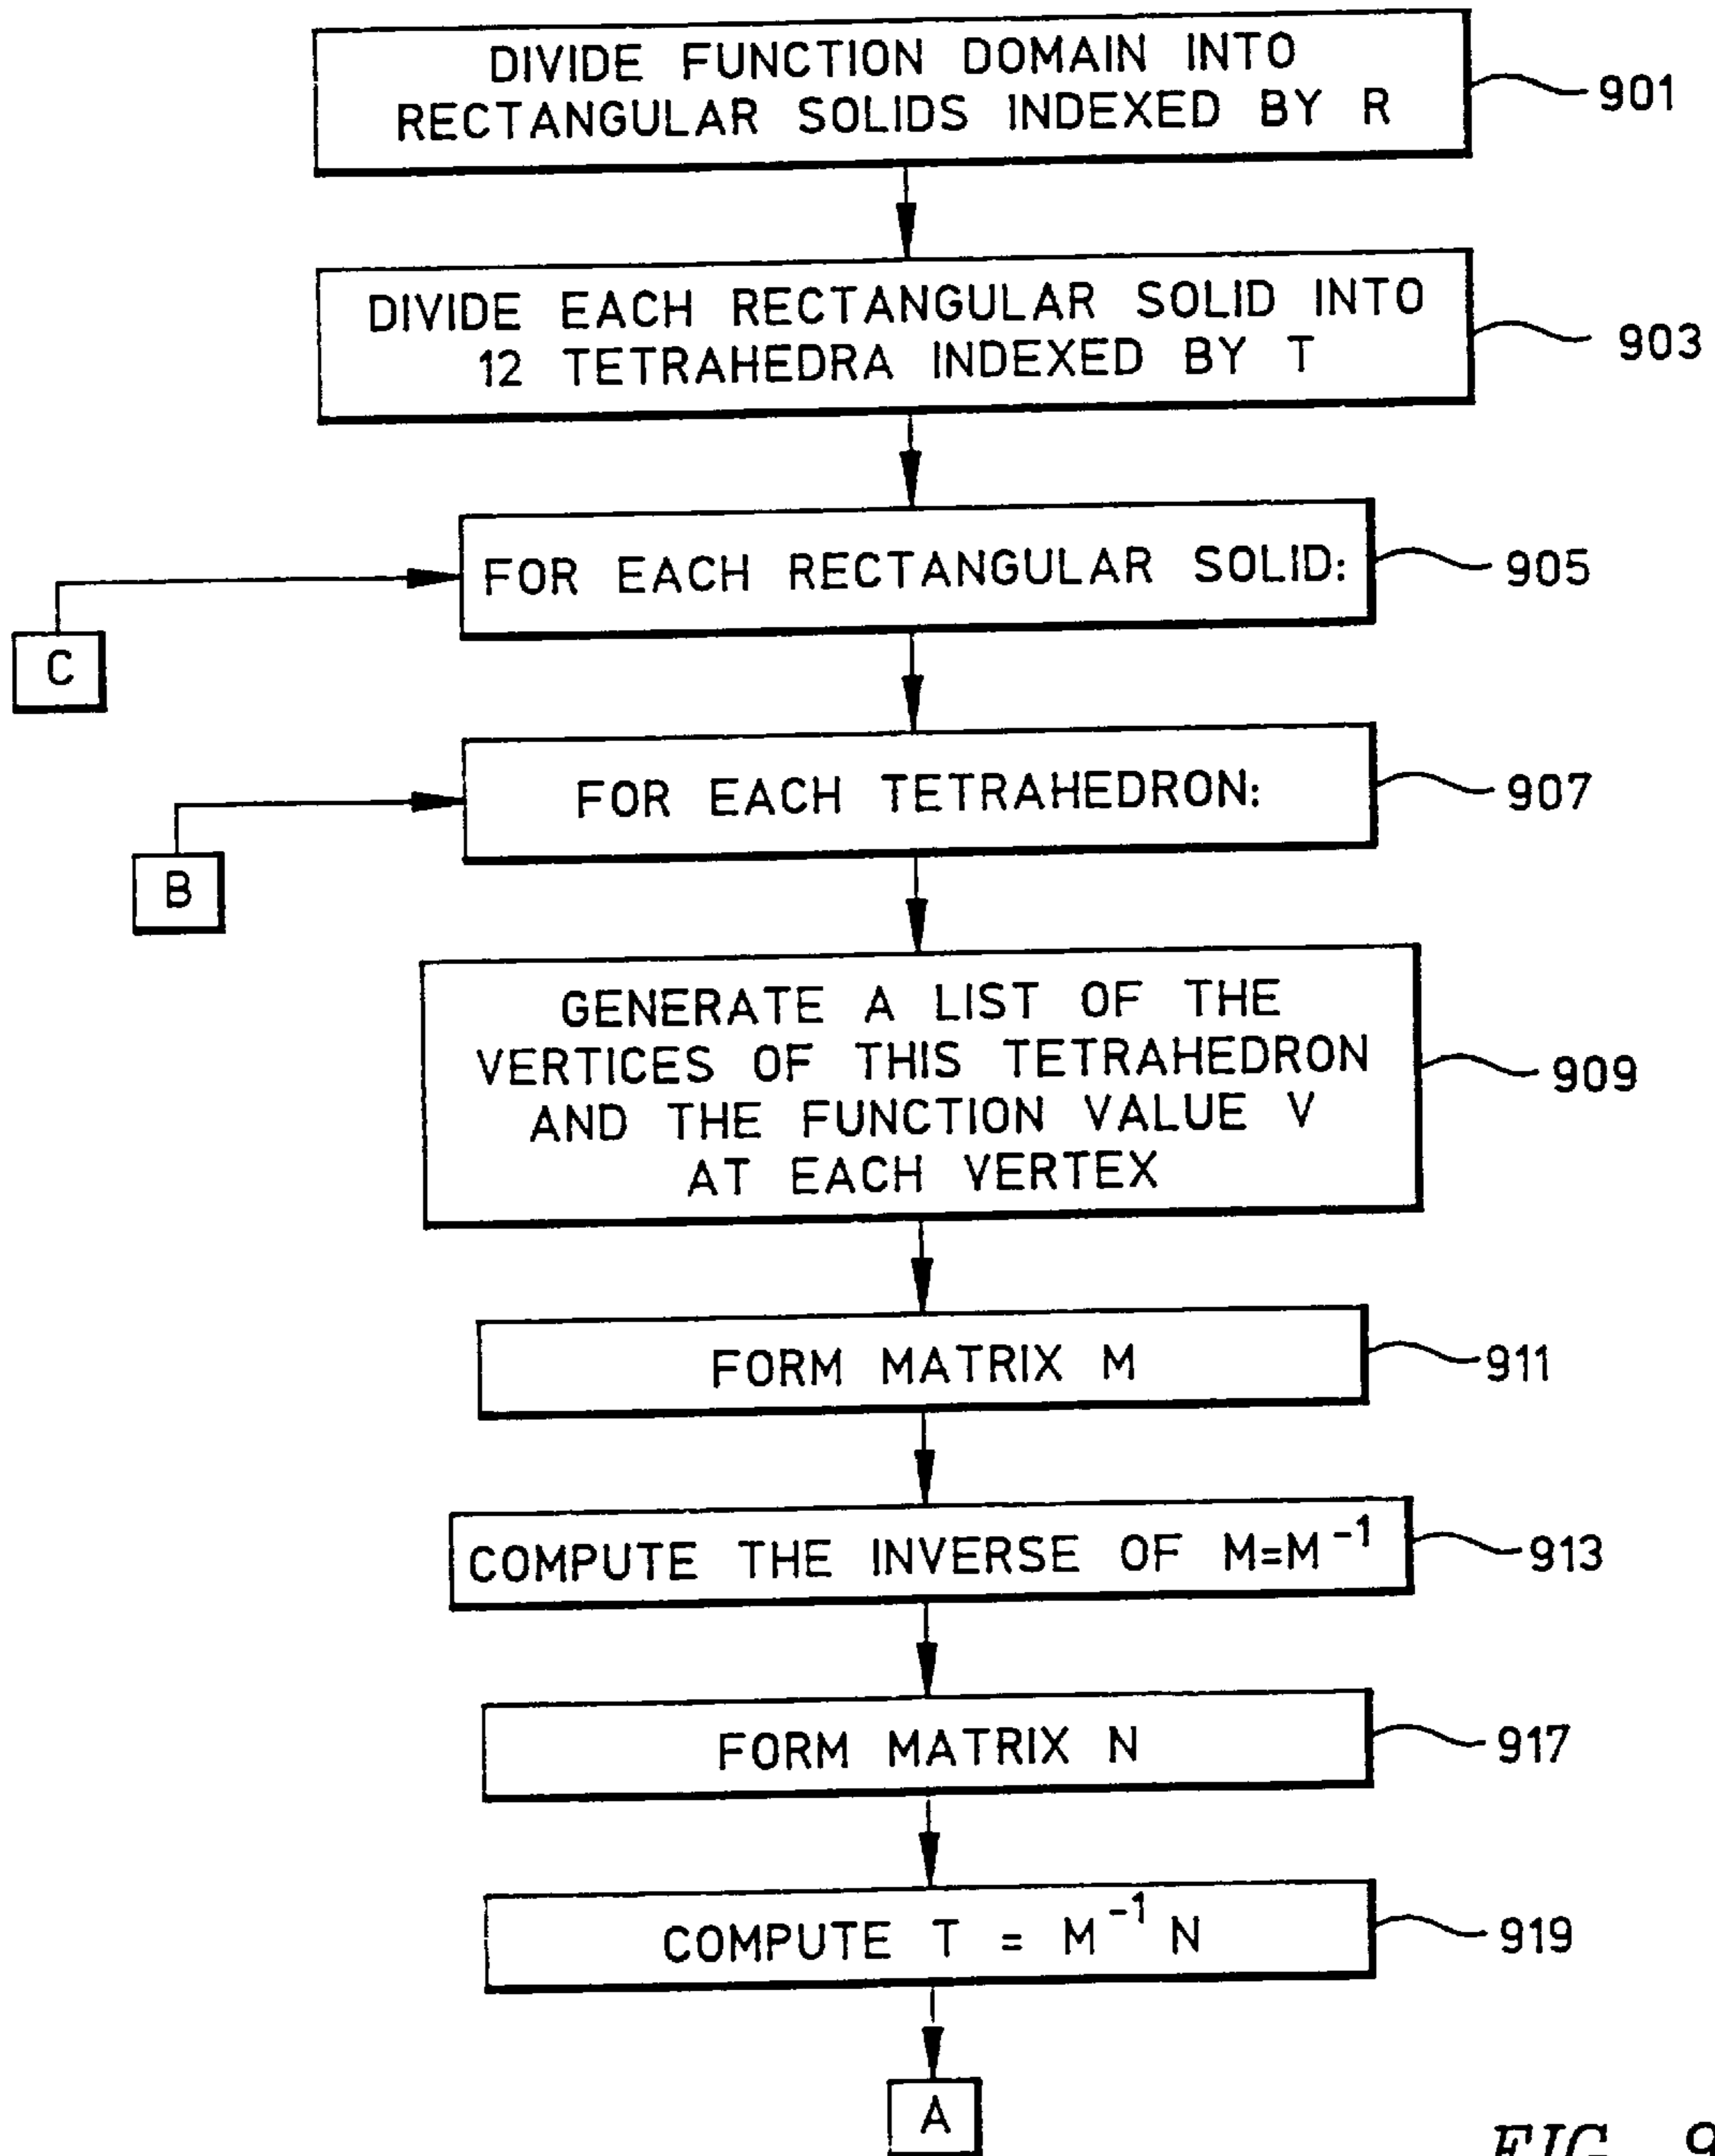 DIVIDE FUNCTION DOMAIN INTO
RECTANGULAR SOLIDS INDEXED BY R
901
DIVIDE EACH RECTANGULAR SOLID INTO
12 TETRAHEDRA INDEXED BY T
903
FOR EACH RECTANGULAR SOLID:
905
C
FOR EACH TETRAHEDRON:
907
B
GENERATE A LIST OF THE
VERTICES OF THIS TETRAHEDRON
AND THE FUNCTION VALUE V
AT EACH VERTEX
909
FORM MATRIX M
911
COMPUTE THE INVERSE OF M=M⁻¹
913
FORM MATRIX N
917
COMPUTE T = M⁻¹ N
919
A
FIG. 9